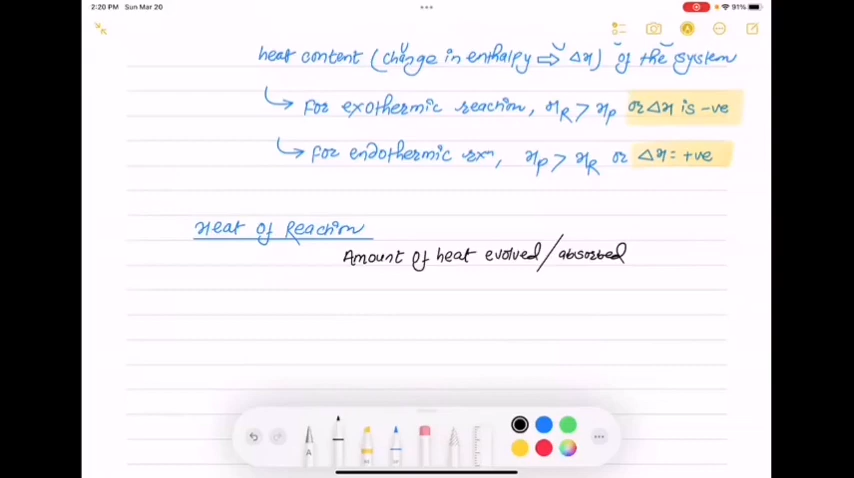 2:20 PM Sun Mar 20
91%
heat content (change in enthalpy ⇒ ΔH) of the system
↳ For exothermic reaction, HR > HP or ΔH is -ve
↳ For endothermic rxn, HP > HR or ΔH = +ve
Heat of Reaction
Amount of heat evolved/absorbed
A